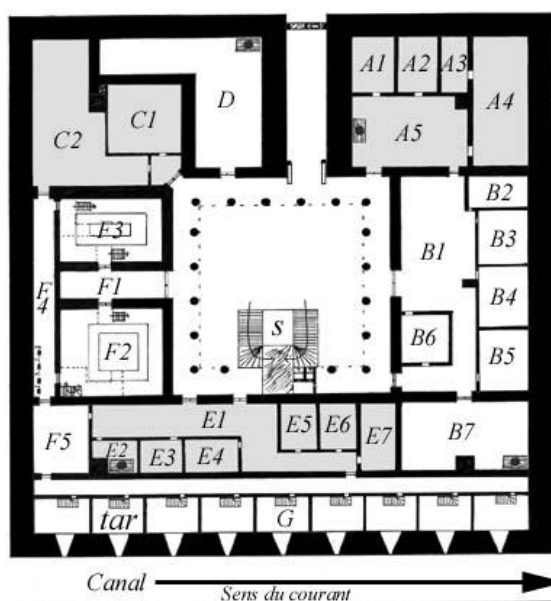 A1 A2 A3 A4
D
C1
C2
A5
B2
B3
F3
B1
F1
F4
B4
S
B6
F2
B5
E1
E5 E6 E7
B7
F5
E2 E3 E4
tar G
Canal
Sens du courant